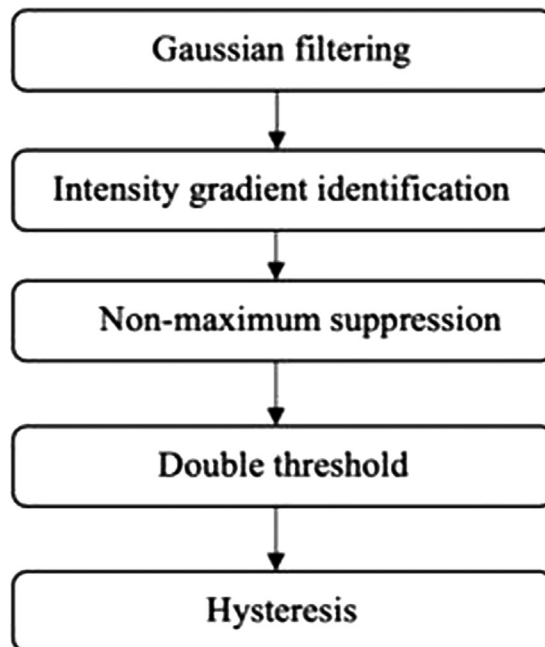 Gaussian filtering
Intensity gradient identification
Non-maximum suppression
Double threshold
Hysteresis